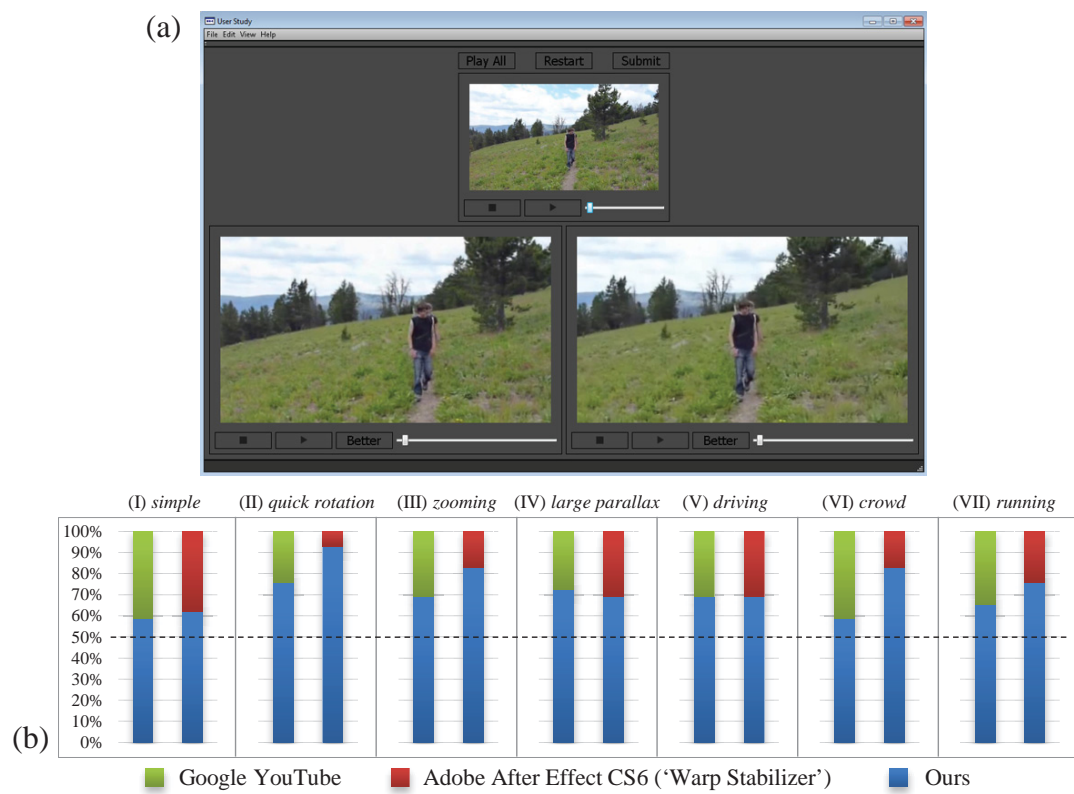 (a)
User Study
File Edit View Help
Play All Restart Submit
Better Better
(I) simple (II) quick rotation (III) zooming (IV) large parallax (V) driving (VI) crowd (VII) running
100%
90%
80%
70%
60%
50%
40%
30%
20%
10%
0%
(b)
Google YouTube Adobe After Effect CS6 (‘Warp Stabilizer’) Ours